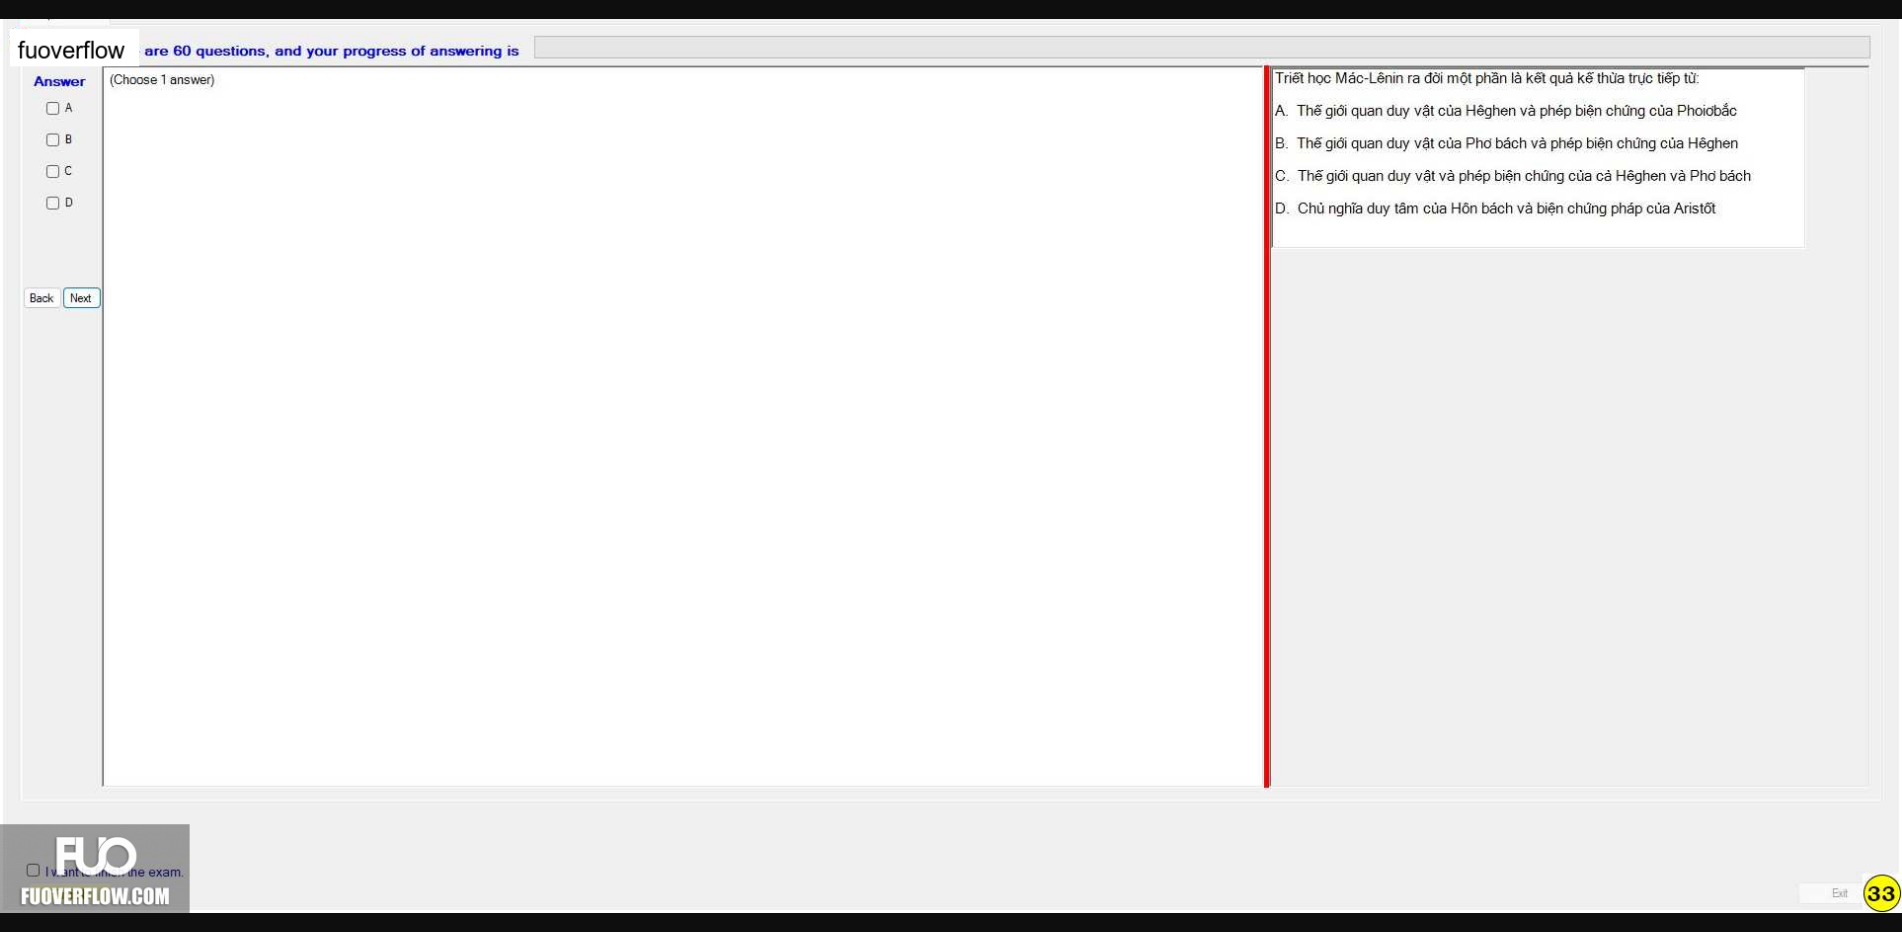 fuoverflow are 60 questions, and your progress of answering is
Answer
(Choose 1 answer)
A
B
C
D
Back Next
Triết học Mác-Lênin ra đời một phần là kết quả kế thừa trực tiếp từ:
A. Thế giới quan duy vật của Hêghen và phép biện chứng của Phoiơbắc
B. Thế giới quan duy vật của Phơ bách và phép biện chứng của Hêghen
C. Thế giới quan duy vật và phép biện chứng của cả Hêghen và Phơ bách
D. Chủ nghĩa duy tâm của Hôn bách và biện chứng pháp của Aristốt
FUO
I want to finish the exam.
FUOVERFLOW.COM
Exit
33